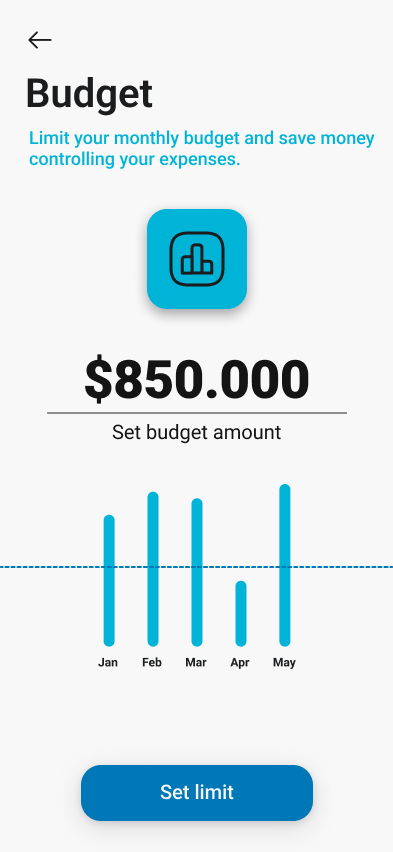 Budget
Limit your monthly budget and save money
controlling your expenses.
$850.000
Set budget amount
Jan Feb Mar Apr May
Set limit